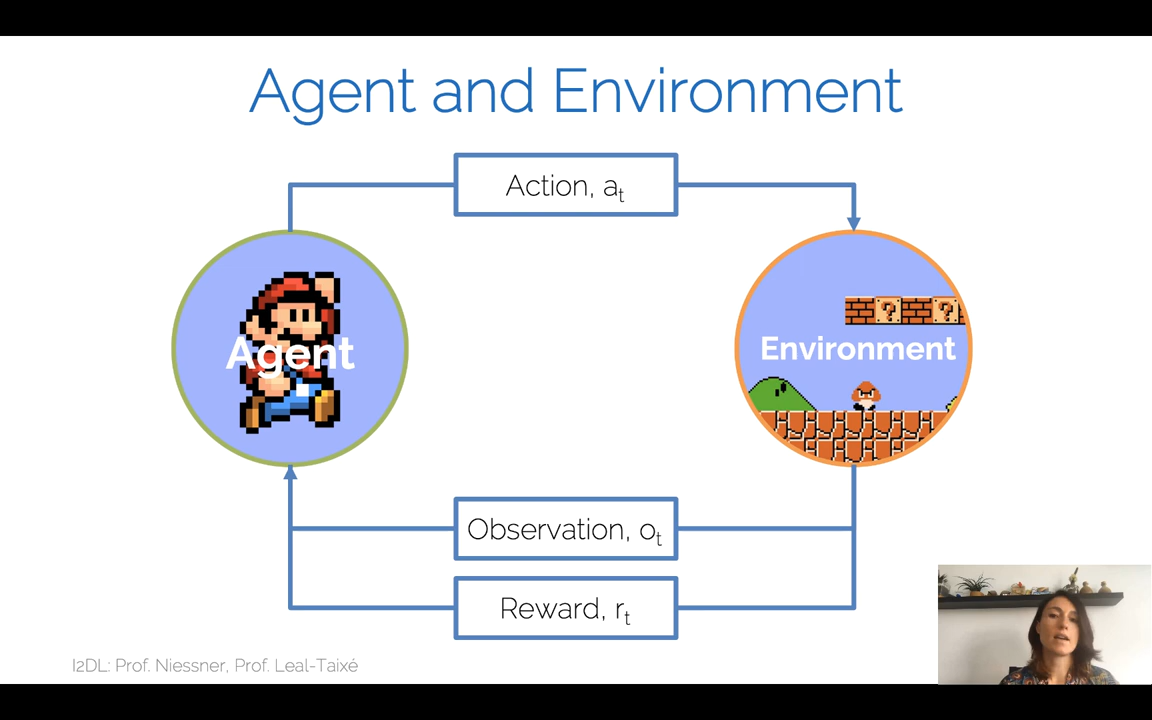 Agent and Environment
Action, aₜ
Agent
? ?
Environment
Observation, oₜ
Reward, rₜ
I2DL: Prof. Niessner, Prof. Leal-Taixé